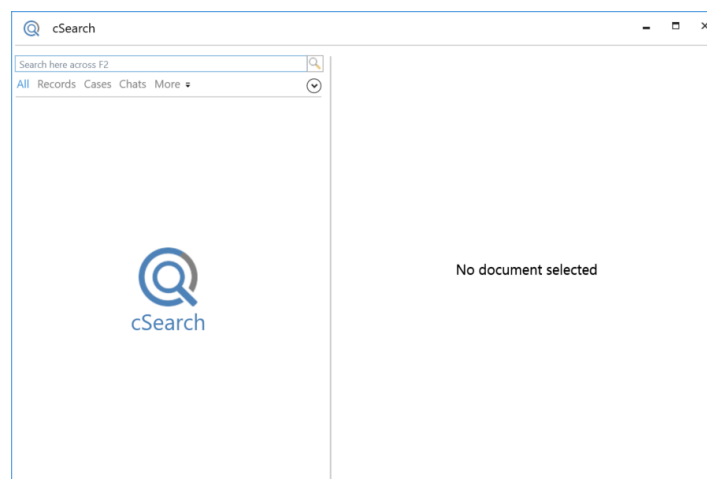 cSearch
Search here across F2
All Records Cases Chats More
cSearch
No document selected